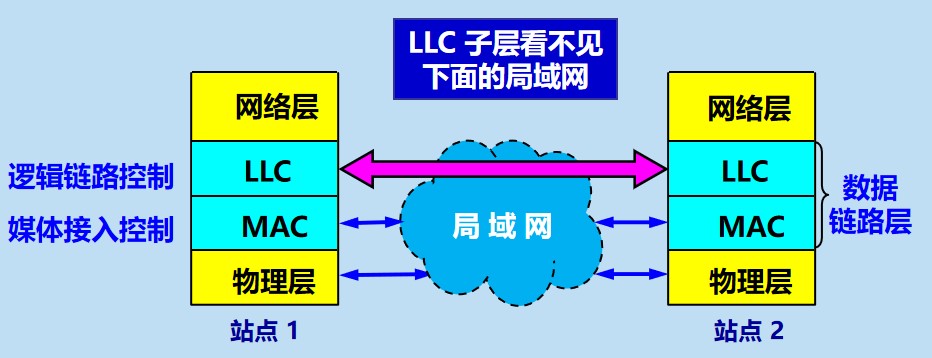 LLC 子层看不见
下面的局域网
网络层
网络层
逻辑链路控制
LLC
LLC
数据
链路层
媒体接入控制
MAC
局 域 网
MAC
物理层
物理层
站点 1
站点 2